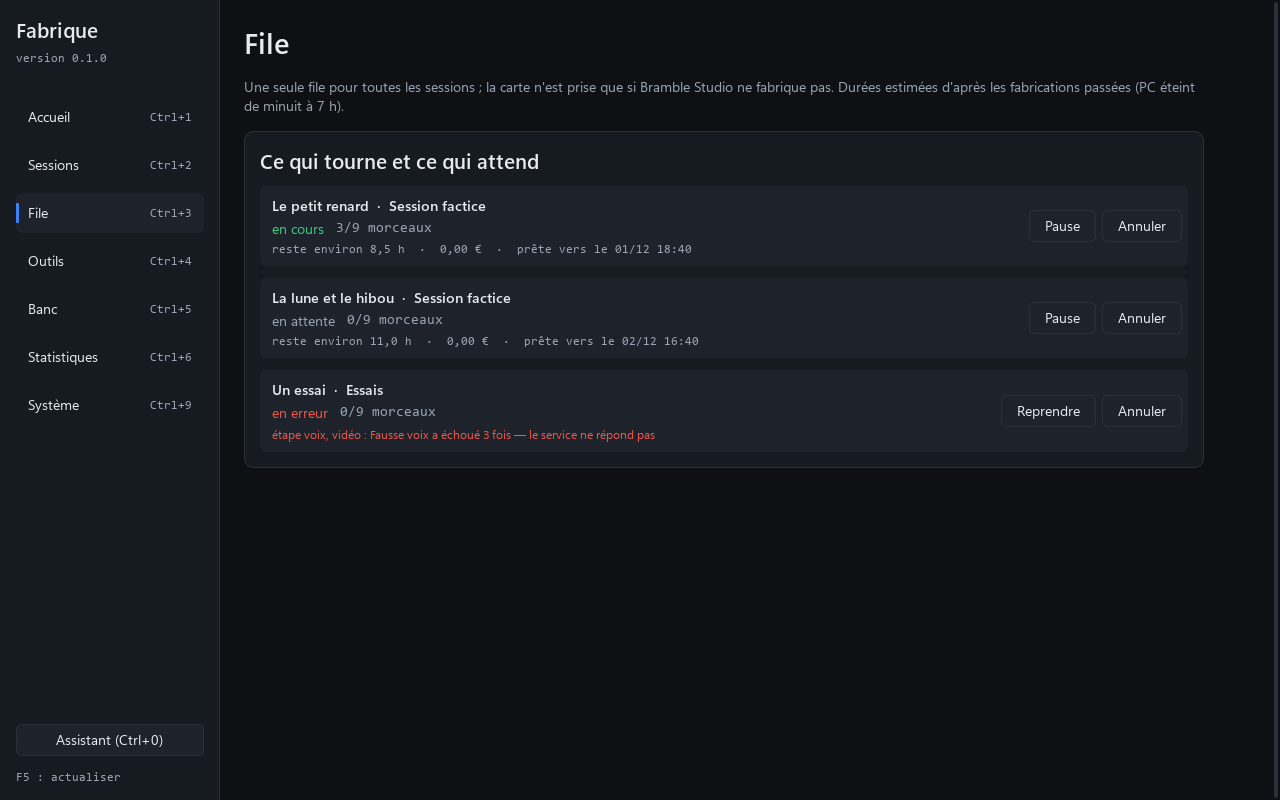 Fabrique
version 0.1.0
Accueil Ctrl+1
Sessions Ctrl+2
File Ctrl+3
Outils Ctrl+4
Banc Ctrl+5
Statistiques Ctrl+6
Système Ctrl+9
Assistant (Ctrl+0)
F5 : actualiser
File
Une seule file pour toutes les sessions ; la carte n'est prise que si Bramble Studio ne fabrique pas. Durées estimées d'après les fabrications passées (PC éteint
de minuit à 7 h).
Ce qui tourne et ce qui attend
Le petit renard · Session factice
en cours 3/9 morceaux
reste environ 8,5 h · 0,00 € · prête vers le 01/12 18:40
Pause Annuler
La lune et le hibou · Session factice
en attente 0/9 morceaux
reste environ 11,0 h · 0,00 € · prête vers le 02/12 16:40
Pause Annuler
Un essai · Essais
en erreur 0/9 morceaux
étape voix, vidéo : Fausse voix a échoué 3 fois — le service ne répond pas
Reprendre Annuler